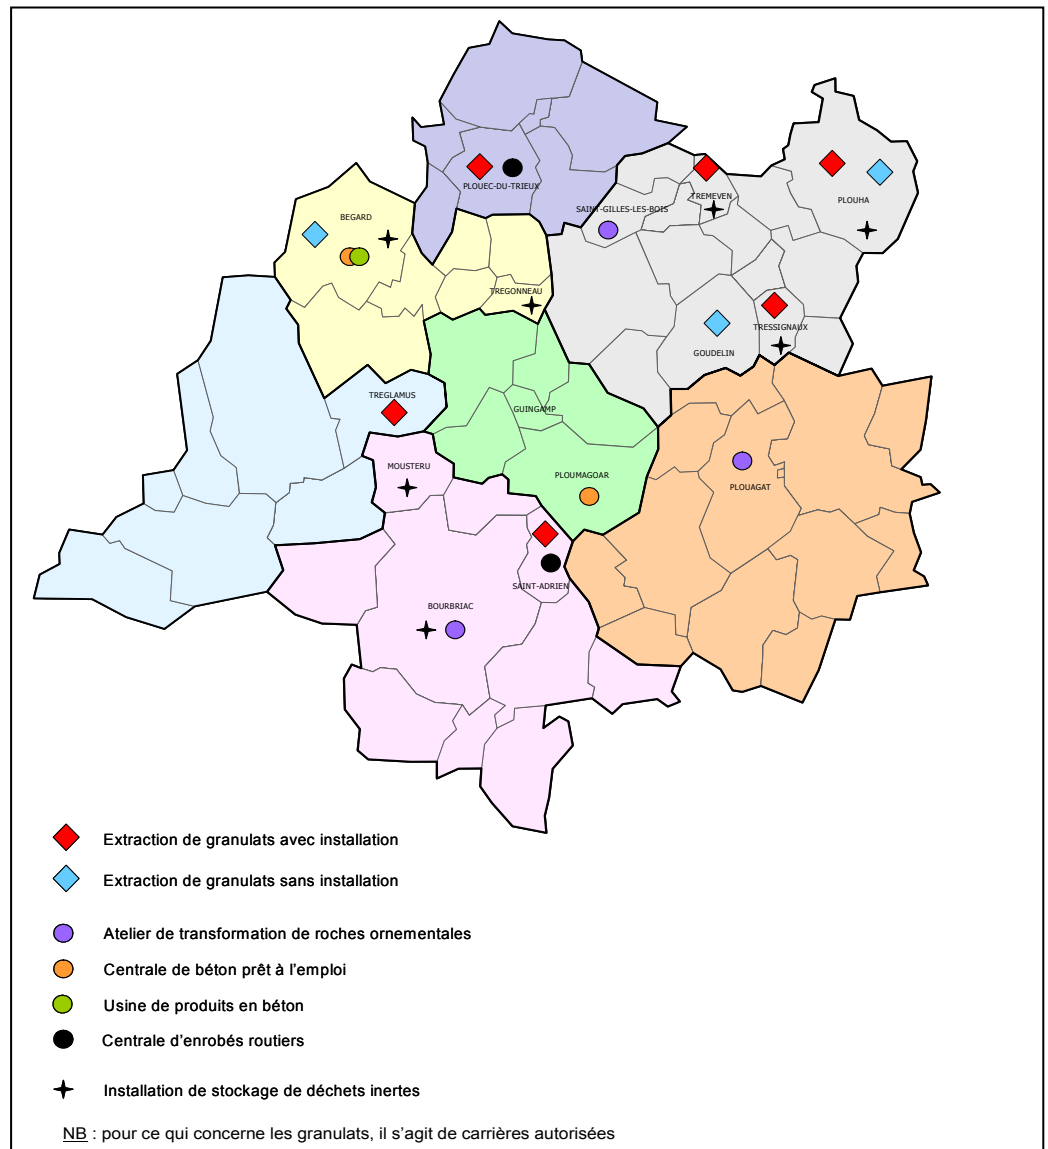 PLOUEC-DU-TRIEUX
TREMEVEN
PLOUHA
SAINT-GILLES-LES-BOIS
BEGARD
TREGONNEAU
TRESSIGNAUX
GOUDELIN
TREGLAMUS
GUINGAMP
MOUSTERU
PLOUMAGOAR
PLOUAGAT
SAINT-ADRIEN
BOURBRIAC
Extraction de granulats avec installation
Extraction de granulats sans installation
Atelier de transformation de roches ornementales
Centrale de béton prêt à l'emploi
Usine de produits en béton
Centrale d'enrobés routiers
Installation de stockage de déchets inertes
NB : pour ce qui concerne les granulats, il s'agit de carrières autorisées